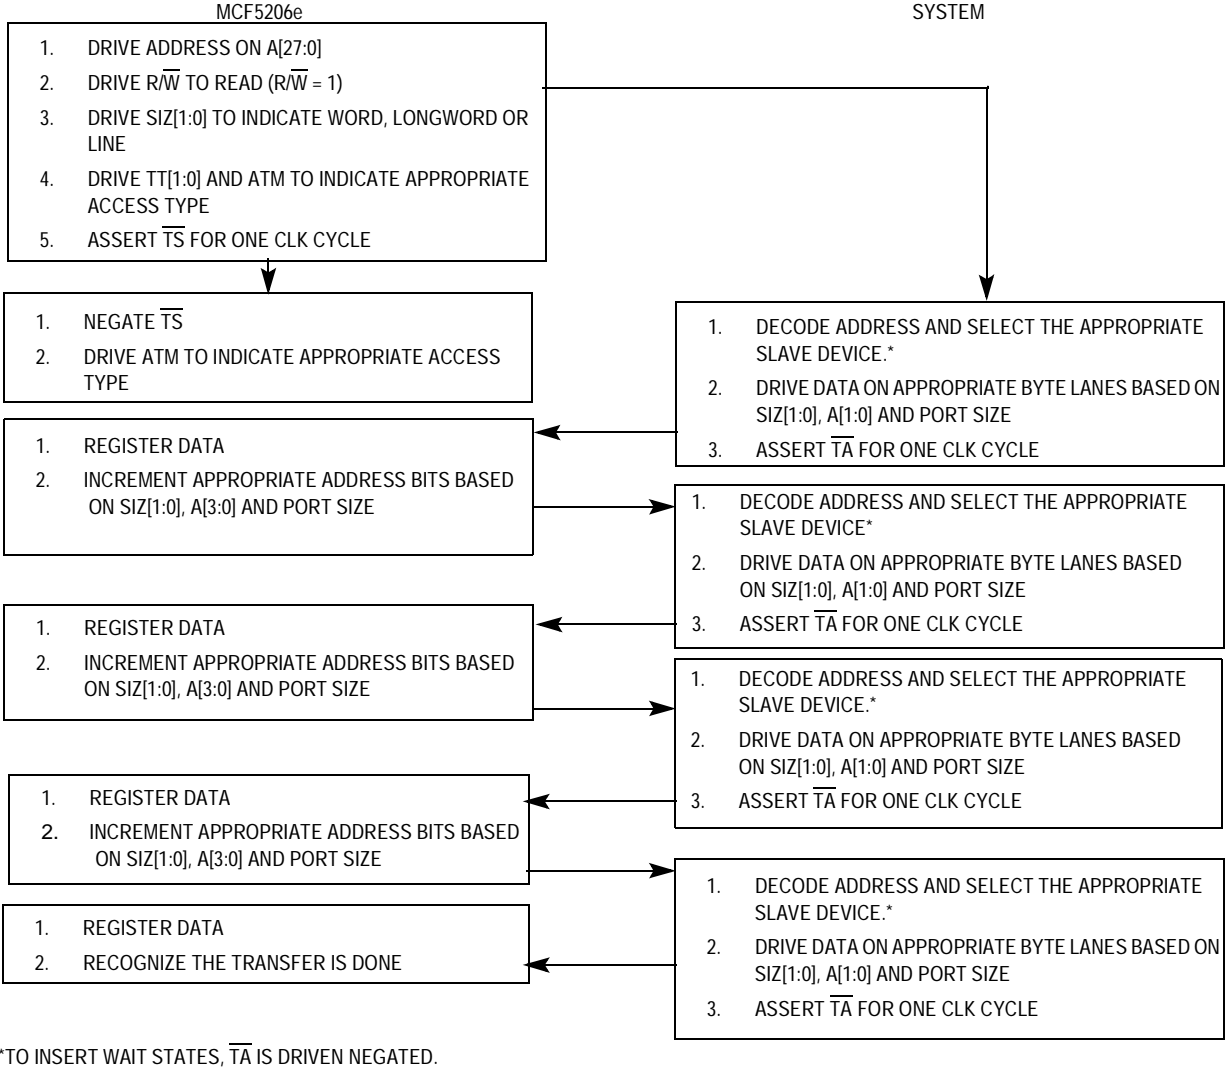 MCF5206e
SYSTEM
1. DRIVE ADDRESS ON A[27:0]
2. DRIVE R/W̅ TO READ (R/W̅ = 1)
3. DRIVE SIZ[1:0] TO INDICATE WORD, LONGWORD OR
LINE
4. DRIVE TT[1:0] AND ATM TO INDICATE APPROPRIATE
ACCESS TYPE
5. ASSERT T̅S̅ FOR ONE CLK CYCLE
1. NEGATE T̅S̅
2. DRIVE ATM TO INDICATE APPROPRIATE ACCESS
TYPE
1. DECODE ADDRESS AND SELECT THE APPROPRIATE
SLAVE DEVICE.*
2. DRIVE DATA ON APPROPRIATE BYTE LANES BASED ON
SIZ[1:0], A[1:0] AND PORT SIZE
3. ASSERT T̅A̅ FOR ONE CLK CYCLE
1. REGISTER DATA
2. INCREMENT APPROPRIATE ADDRESS BITS BASED
ON SIZ[1:0], A[3:0] AND PORT SIZE
1. DECODE ADDRESS AND SELECT THE APPROPRIATE
SLAVE DEVICE*
2. DRIVE DATA ON APPROPRIATE BYTE LANES BASED
ON SIZ[1:0], A[1:0] AND PORT SIZE
3. ASSERT T̅A̅ FOR ONE CLK CYCLE
1. REGISTER DATA
2. INCREMENT APPROPRIATE ADDRESS BITS BASED
ON SIZ[1:0], A[3:0] AND PORT SIZE
1. DECODE ADDRESS AND SELECT THE APPROPRIATE
SLAVE DEVICE.*
2. DRIVE DATA ON APPROPRIATE BYTE LANES BASED
ON SIZ[1:0], A[1:0] AND PORT SIZE
3. ASSERT T̅A̅ FOR ONE CLK CYCLE
1. REGISTER DATA
2. INCREMENT APPROPRIATE ADDRESS BITS BASED
ON SIZ[1:0], A[3:0] AND PORT SIZE
1. DECODE ADDRESS AND SELECT THE APPROPRIATE
SLAVE DEVICE.*
2. DRIVE DATA ON APPROPRIATE BYTE LANES BASED ON
SIZ[1:0], A[1:0] AND PORT SIZE
3. ASSERT T̅A̅ FOR ONE CLK CYCLE
1. REGISTER DATA
2. RECOGNIZE THE TRANSFER IS DONE
*TO INSERT WAIT STATES, T̅A̅ IS DRIVEN NEGATED.